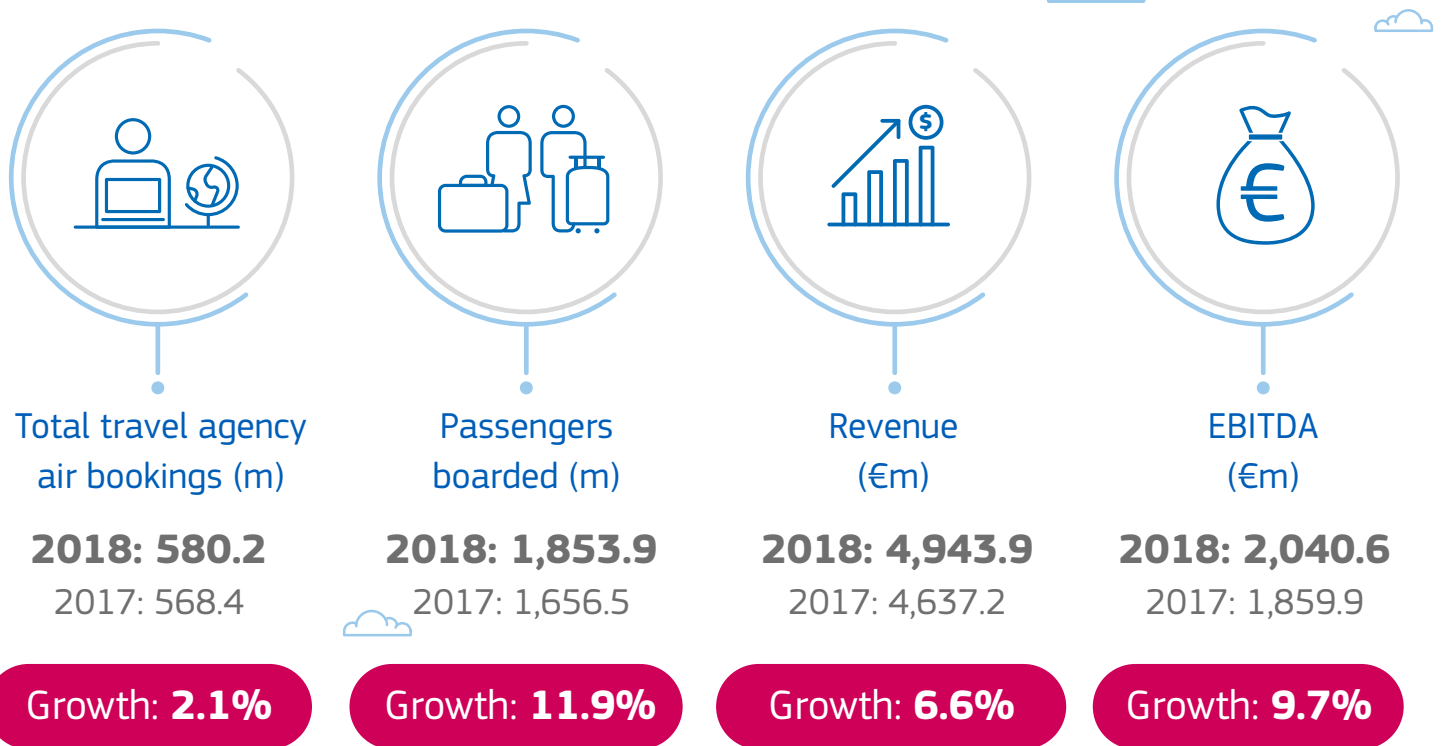 $
€
Total travel agency
air bookings (m)
2018: 580.2
2017: 568.4
Growth: 2.1%
Passengers
boarded (m)
2018: 1,853.9
2017: 1,656.5
Growth: 11.9%
Revenue
(€m)
2018: 4,943.9
2017: 4,637.2
Growth: 6.6%
EBITDA
(€m)
2018: 2,040.6
2017: 1,859.9
Growth: 9.7%